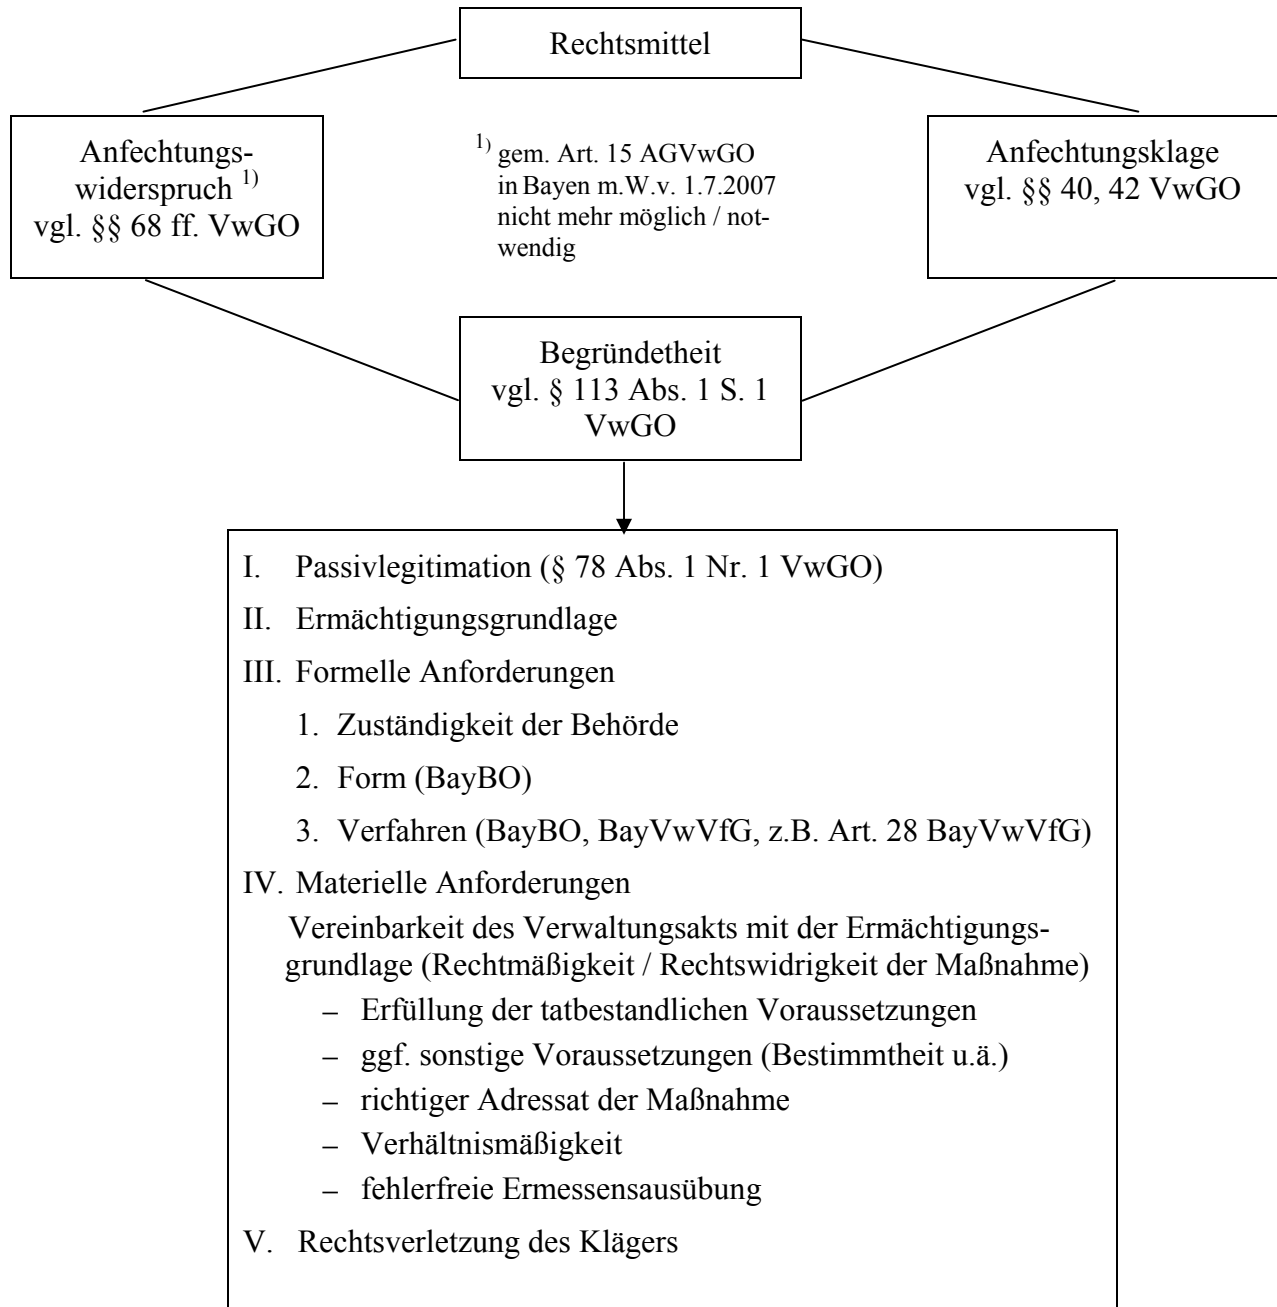 Rechtsmittel
Anfechtungs-
widerspruch 1)
vgl. §§ 68 ff. VwGO
1) gem. Art. 15 AGVwGO
in Bayen m.W.v. 1.7.2007
nicht mehr möglich / not-
wendig
Anfechtungsklage
vgl. §§ 40, 42 VwGO
Begründetheit
vgl. § 113 Abs. 1 S. 1
VwGO
I. Passivlegitimation (§ 78 Abs. 1 Nr. 1 VwGO)
II. Ermächtigungsgrundlage
III. Formelle Anforderungen
1. Zuständigkeit der Behörde
2. Form (BayBO)
3. Verfahren (BayBO, BayVwVfG, z.B. Art. 28 BayVwVfG)
IV. Materielle Anforderungen
Vereinbarkeit des Verwaltungsakts mit der Ermächtigungs-
grundlage (Rechtmäßigkeit / Rechtswidrigkeit der Maßnahme)
– Erfüllung der tatbestandlichen Voraussetzungen
– ggf. sonstige Voraussetzungen (Bestimmtheit u.ä.)
– richtiger Adressat der Maßnahme
– Verhältnismäßigkeit
– fehlerfreie Ermessensausübung
V. Rechtsverletzung des Klägers